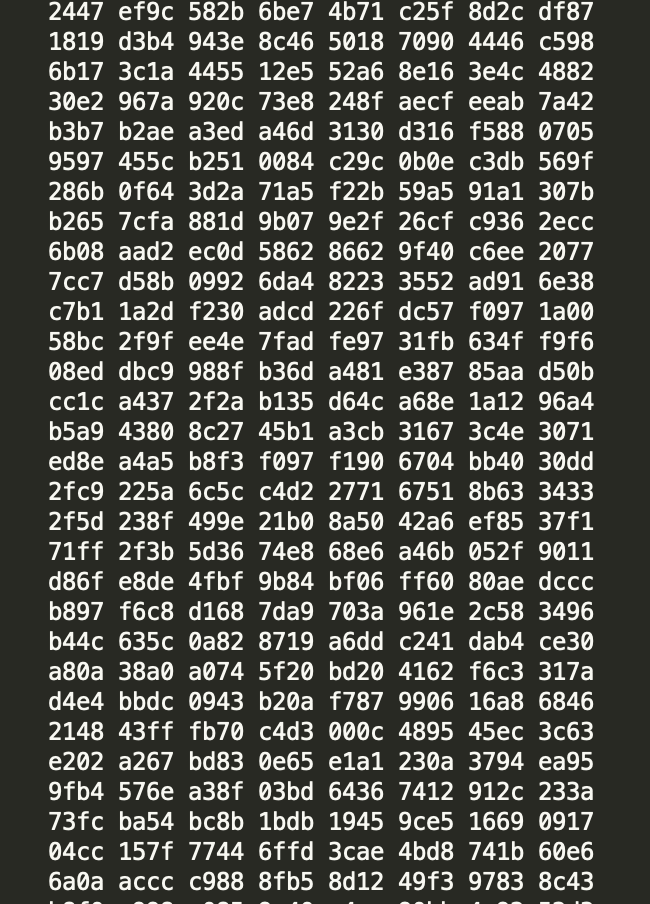 2447 ef9c 582b 6be7 4b71 c25f 8d2c df87
1819 d3b4 943e 8c46 5018 7090 4446 c598
6b17 3c1a 4455 12e5 52a6 8e16 3e4c 4882
30e2 967a 920c 73e8 248f aecf eeab 7a42
b3b7 b2ae a3ed a46d 3130 d316 f588 0705
9597 455c b251 0084 c29c 0b0e c3db 569f
286b 0f64 3d2a 71a5 f22b 59a5 91a1 307b
b265 7cfa 881d 9b07 9e2f 26cf c936 2ecc
6b08 aad2 ec0d 5862 8662 9f40 c6ee 2077
7cc7 d58b 0992 6da4 8223 3552 ad91 6e38
c7b1 1a2d f230 adcd 226f dc57 f097 1a00
58bc 2f9f ee4e 7fad fe97 31fb 634f f9f6
08ed dbc9 988f b36d a481 e387 85aa d50b
cc1c a437 2f2a b135 d64c a68e 1a12 96a4
b5a9 4380 8c27 45b1 a3cb 3167 3c4e 3071
ed8e a4a5 b8f3 f097 f190 6704 bb40 30dd
2fc9 225a 6c5c c4d2 2771 6751 8b63 3433
2f5d 238f 499e 21b0 8a50 42a6 ef85 37f1
71ff 2f3b 5d36 74e8 68e6 a46b 052f 9011
d86f e8de 4fbf 9b84 bf06 ff60 80ae dccc
b897 f6c8 d168 7da9 703a 961e 2c58 3496
b44c 635c 0a82 8719 a6dd c241 dab4 ce30
a80a 38a0 a074 5f20 bd20 4162 f6c3 317a
d4e4 bbdc 0943 b20a f787 9906 16a8 6846
2148 43ff fb70 c4d3 000c 4895 45ec 3c63
e202 a267 bd83 0e65 e1a1 230a 3794 ea95
9fb4 576e a38f 03bd 6436 7412 912c 233a
73fc ba54 bc8b 1bdb 1945 9ce5 1669 0917
04cc 157f 7744 6ffd 3cae 4bd8 741b 60e6
6a0a accc c988 8fb5 8d12 49f3 9783 8c43